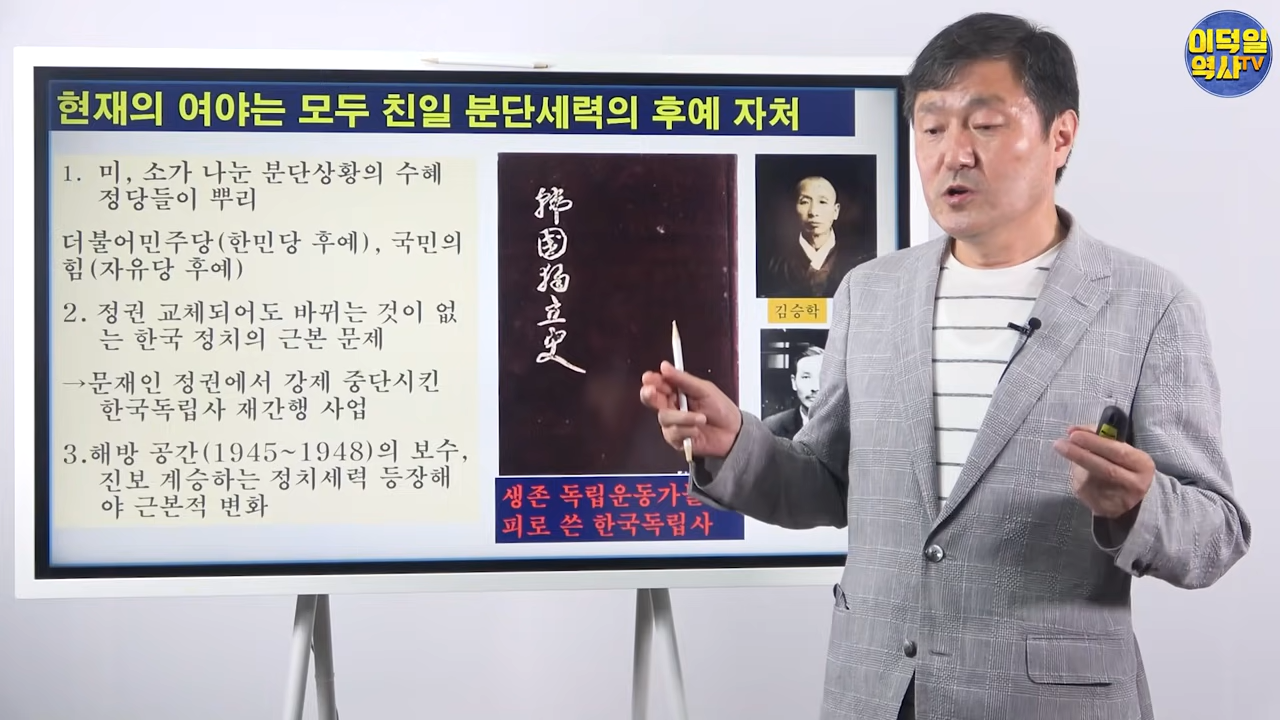 현재의 여야는 모두 친일 분단세력의 후예 자처
1. 미, 소가 나눈 분단상황의 수혜
정당들이 뿌리
더불어민주당(한민당 후예), 국민의
힘(자유당 후예)
2. 정권 교체되어도 바뀌는 것이 없
는 한국 정치의 근본 문제
→문재인 정권에서 강제 중단시킨
한국독립사 재간행 사업
3.해방 공간(1945~1948)의 보수,
진보 계승하는 정치세력 등장해
야 근본적 변화
韓國獨立史
생존 독립운동가들
피로 쓴 한국독립사
김승학
이덕일
역사TV